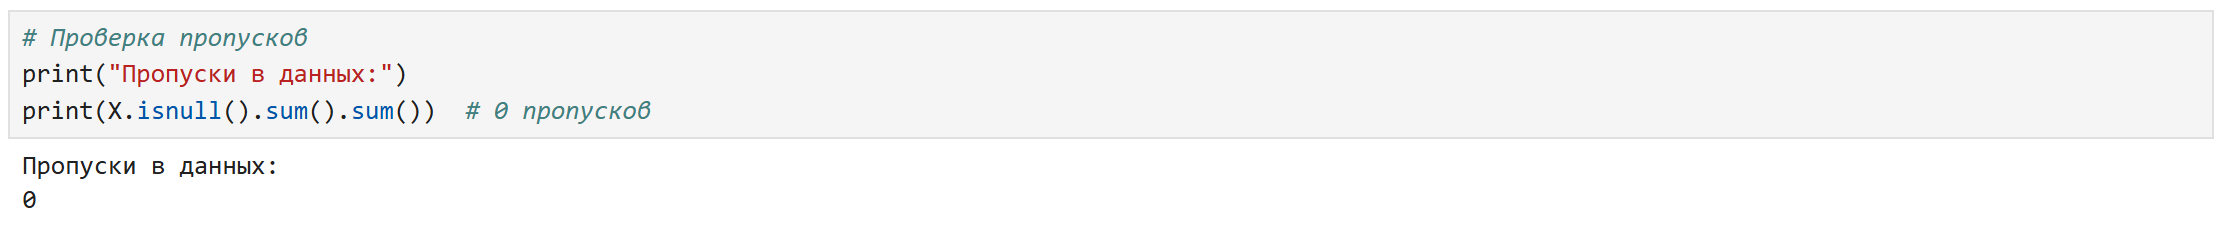 # Проверка пропусков
print("Пропуски в данных:")
print(X.isnull().sum().sum())  # 0 пропусков
Пропуски в данных:
0